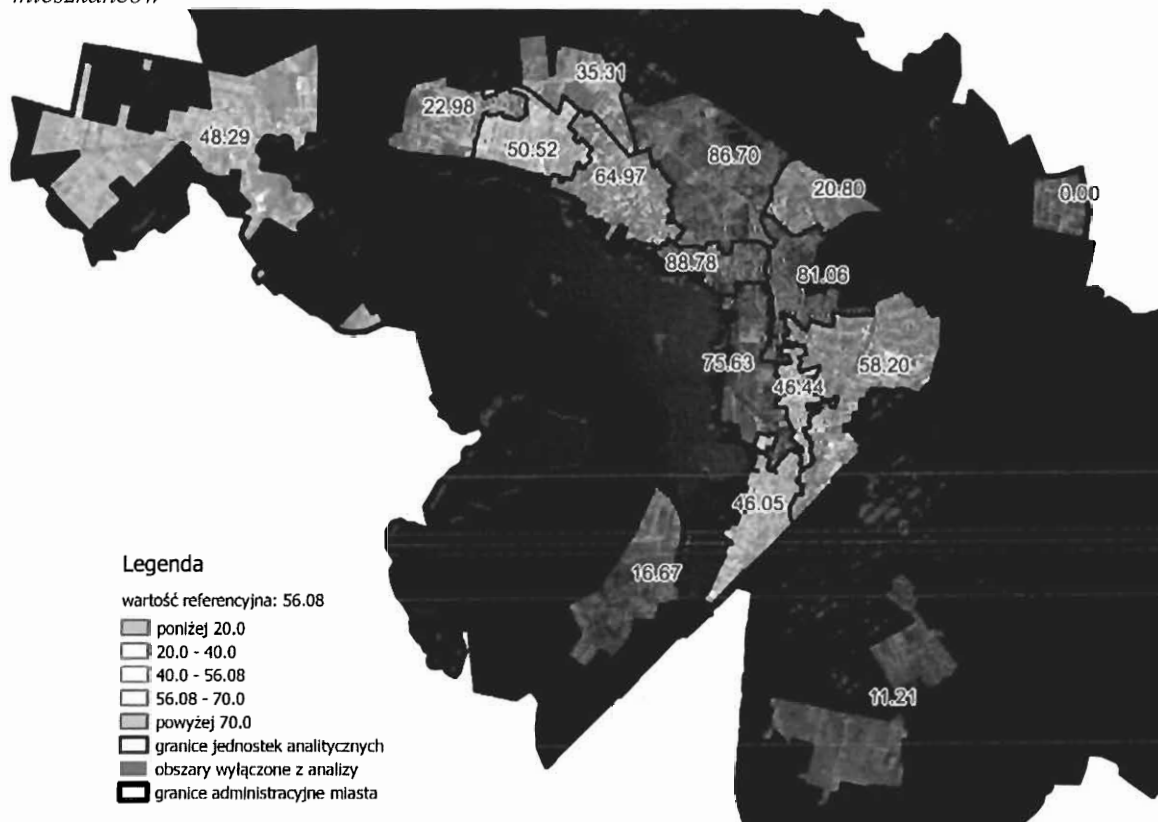 mieszkańców
35.31
22.98
48.29
50.52
86.70
64.97
20.80
0.00
88.78
81.06
75.63
58.20
46.44
46.05
16.67
11.21
Legenda
wartość referencyjna: 56.08
poniżej 20.0
20.0 - 40.0
40.0 - 56.08
56.08 - 70.0
powyżej 70.0
granice jednostek analitycznych
obszary wyłączone z analizy
granice administracyjne miasta